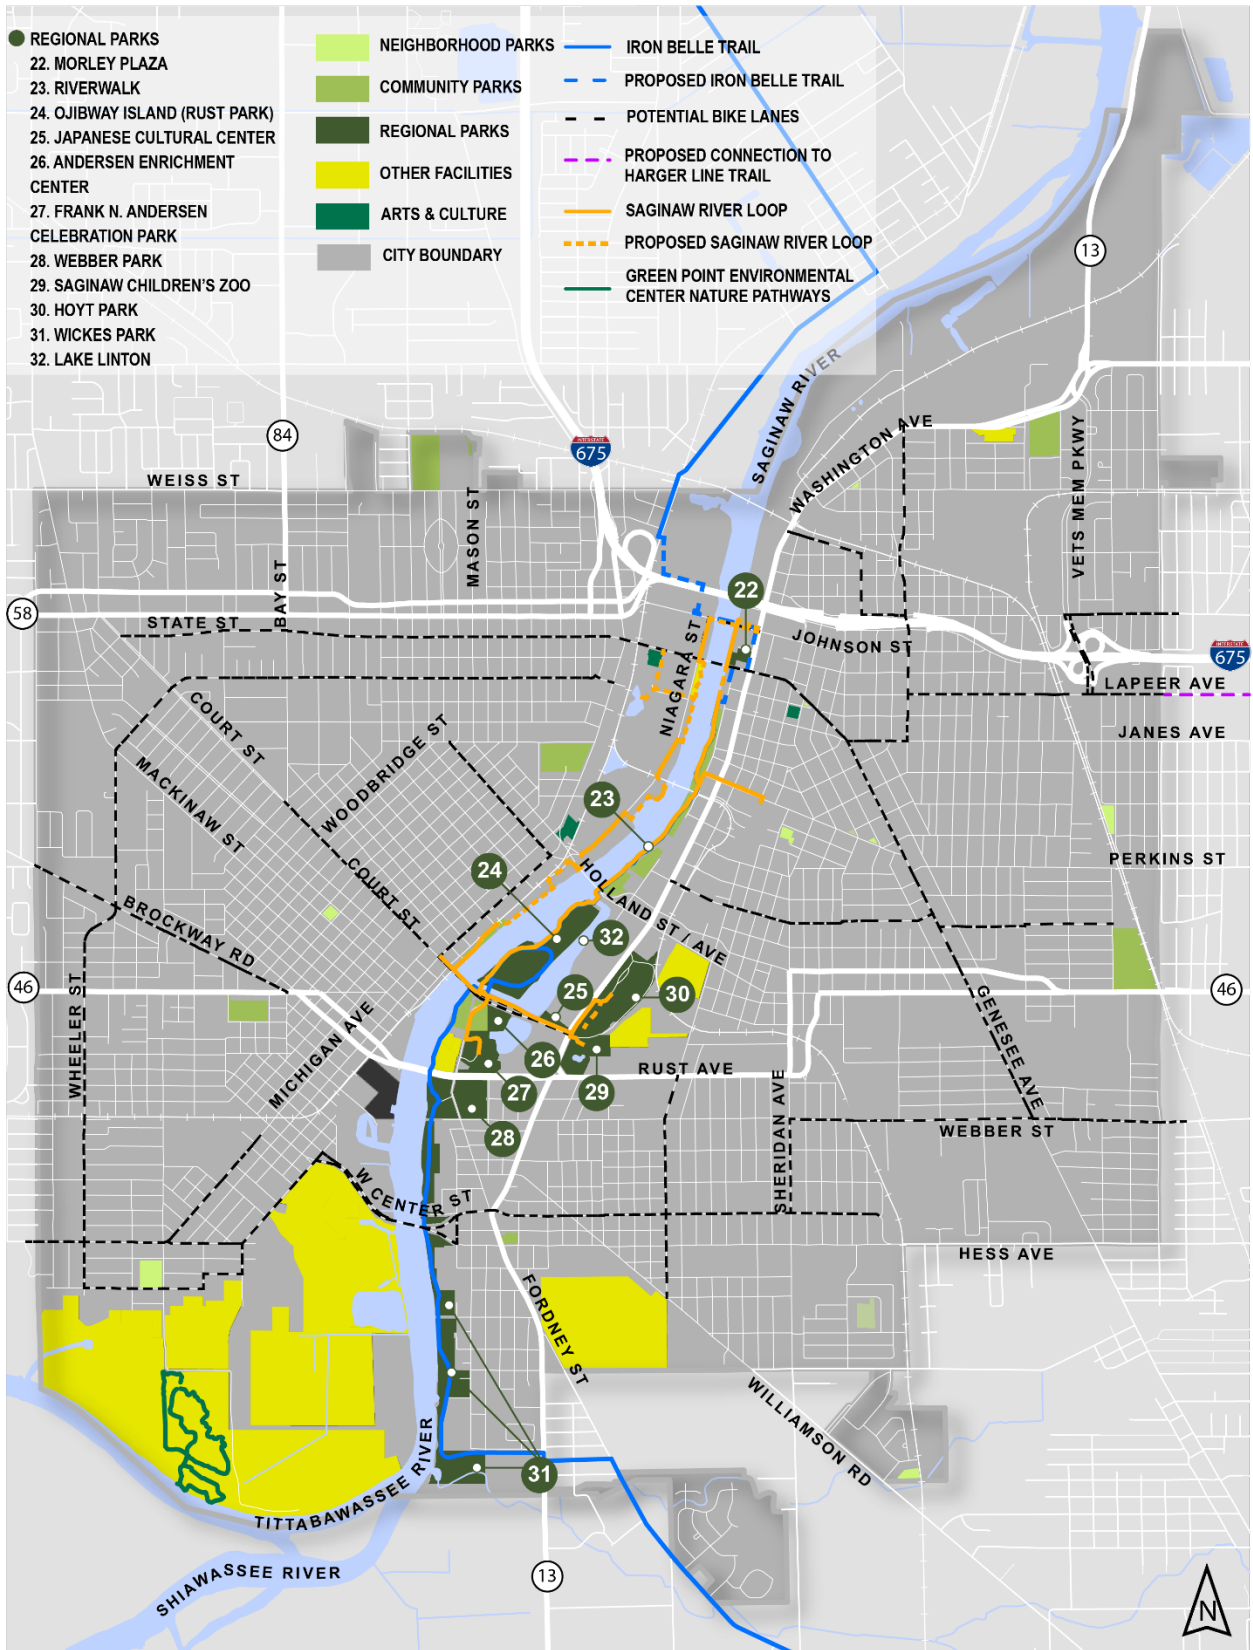 REGIONAL PARKS
22. MORLEY PLAZA
23. RIVERWALK
24. OJIBWAY ISLAND (RUST PARK)
25. JAPANESE CULTURAL CENTER
26. ANDERSEN ENRICHMENT
CENTER
27. FRANK N. ANDERSEN
CELEBRATION PARK
28. WEBBER PARK
29. SAGINAW CHILDREN'S ZOO
30. HOYT PARK
31. WICKES PARK
32. LAKE LINTON
NEIGHBORHOOD PARKS
COMMUNITY PARKS
REGIONAL PARKS
OTHER FACILITIES
ARTS & CULTURE
CITY BOUNDARY
IRON BELLE TRAIL
PROPOSED IRON BELLE TRAIL
POTENTIAL BIKE LANES
PROPOSED CONNECTION TO
HARGER LINE TRAIL
SAGINAW RIVER LOOP
PROPOSED SAGINAW RIVER LOOP
GREEN POINT ENVIRONMENTAL
CENTER NATURE PATHWAYS
13
SAGINAW RIVER
84
INTERSTATE
675
WASHINGTON AVE
WEISS ST
MASON ST
VETS MEM PKWY
BAY ST
22
58
STATE ST
NIAGARA ST
JOHNSON ST
INTERSTATE
675
LAPEER AVE
JANES AVE
COURT ST
WOODBRIDGE ST
MACKINAW ST
23
PERKINS ST
COURT ST
24
HOLLAND ST / AVE
BROCKWAY RD
32
WHEELER ST
46
25
30
GENESEE AVE
46
MICHIGAN AVE
26
27
29
RUST AVE
SHERIDAN AVE
28
WEBBER ST
W CENTER ST
HESS AVE
FORDNEY ST
WILLIAMSON RD
31
TITTABAWASSEE RIVER
SHIAWASSEE RIVER
13
N